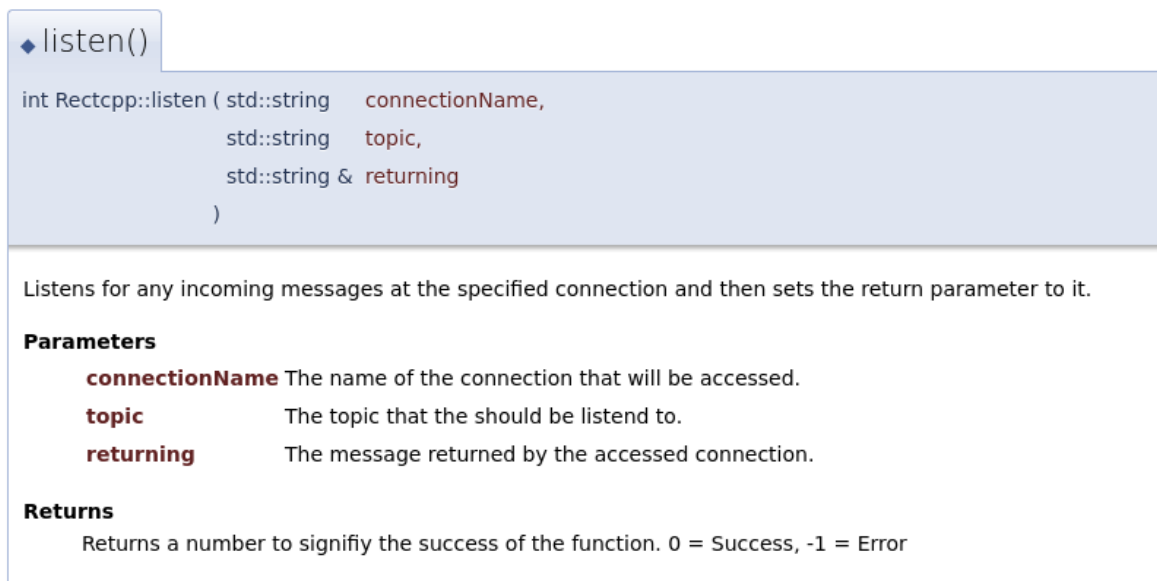 listen()
int Rectcpp::listen ( std::string connectionName,
std::string topic,
std::string & returning
)
Listens for any incoming messages at the specified connection and then sets the return parameter to it.
Parameters
connectionName The name of the connection that will be accessed.
topic The topic that the should be listend to.
returning The message returned by the accessed connection.
Returns
Returns a number to signifiy the success of the function. 0 = Success, -1 = Error